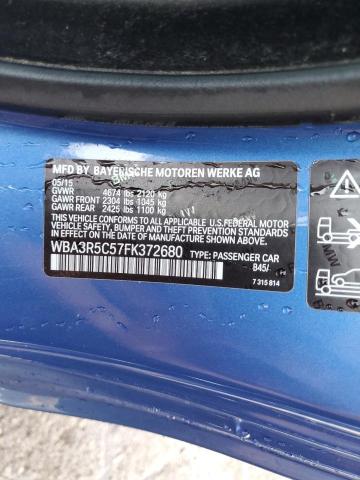 MFD BY BAYERISCHE MOTOREN WERKE AG
05/15
GVWR 4674 lbs 2120 kg
GAWR FRONT 2304 lbs 1045 kg
GAWR REAR 2425 lbs 1100 kg
THIS VEHICLE CONFORMS TO ALL APPLICABLE U.S. FEDERAL MOTOR
VEHICLE SAFETY, BUMPER, AND THEFT PREVENTION STANDARDS
IN EFFECT ON THE DATE OF MANUFACTURE SHOWN ABOVE.
WBA3R5C57FK372680 TYPE: PASSENGER CAR
B45/
7 315 814